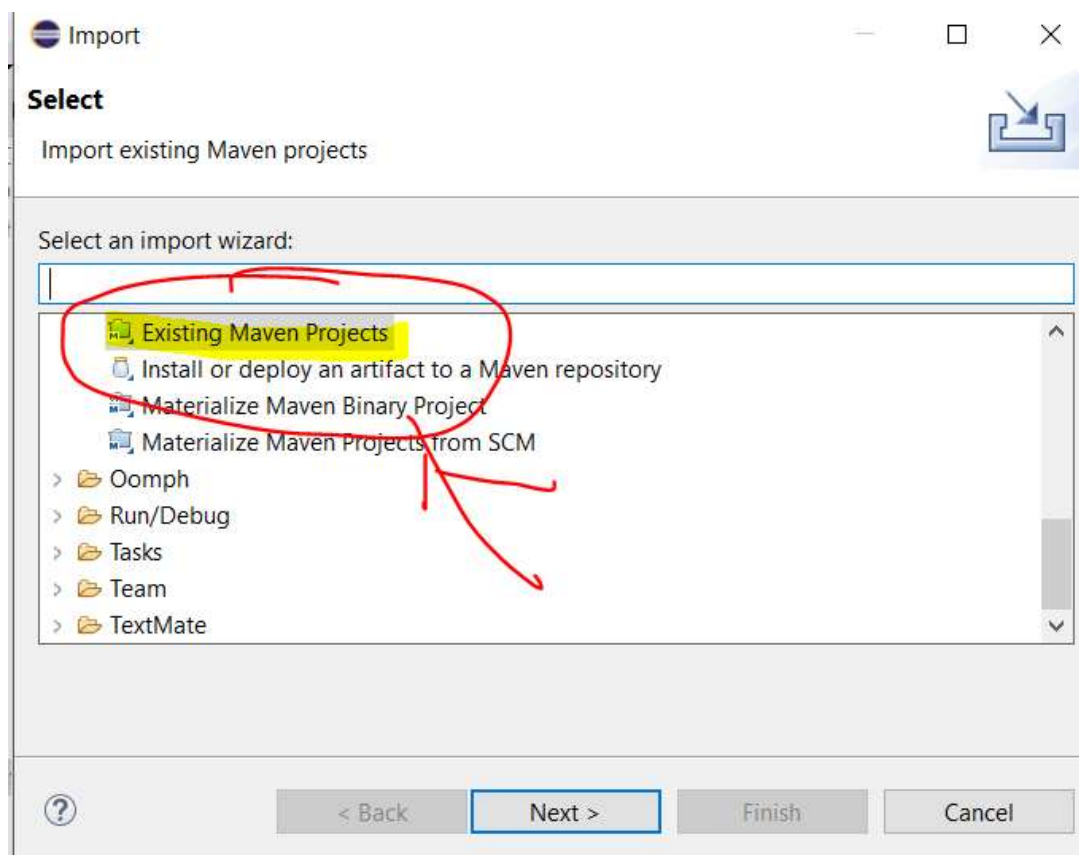 Import
Select
Import existing Maven projects
Select an import wizard:
Existing Maven Projects
Install or deploy an artifact to a Maven repository
Materialize Maven Binary Project
Materialize Maven Projects from SCM
> Oomph
> Run/Debug
> Tasks
> Team
> TextMate
? < Back Next > Finish Cancel